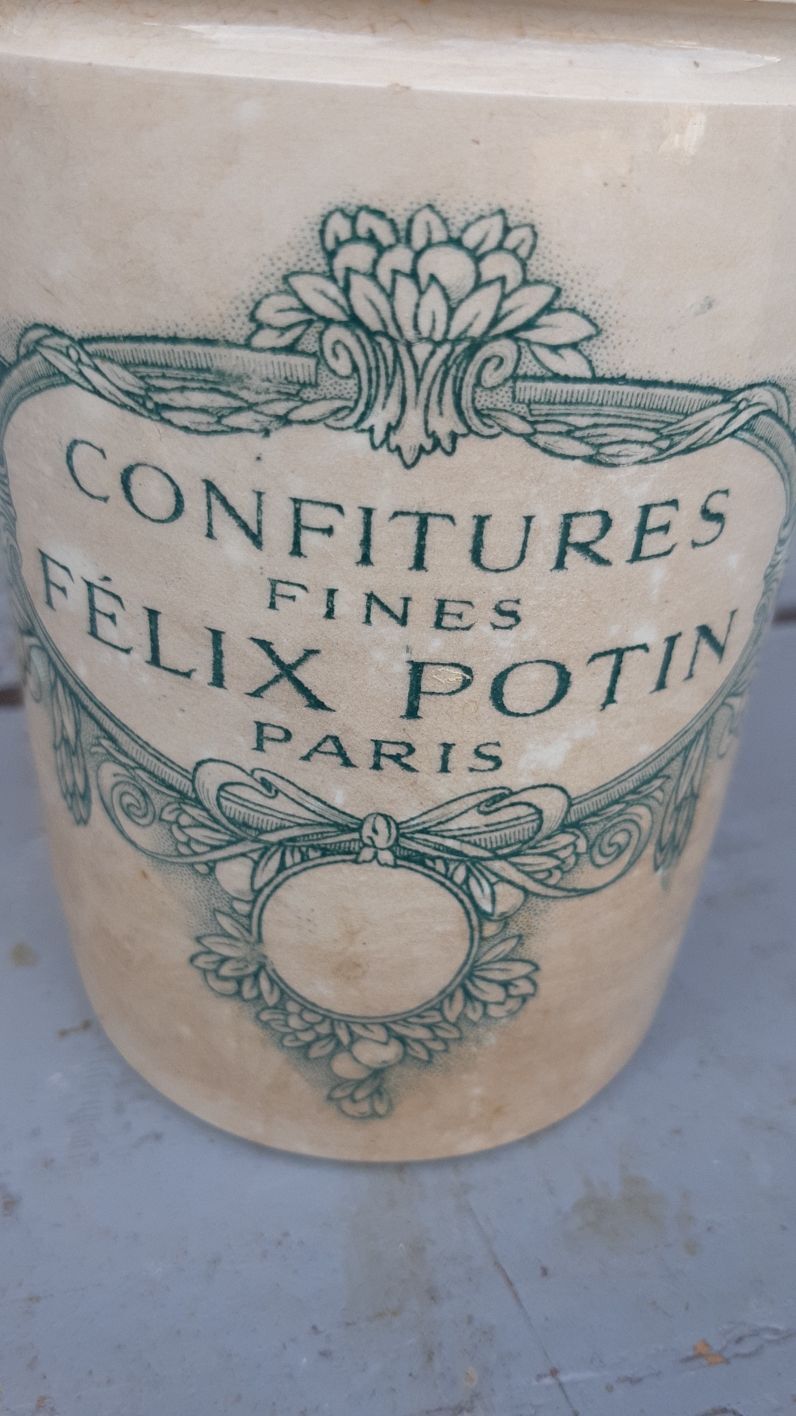 CONFITURES
FINES
FÉLIX POTIN
PARIS